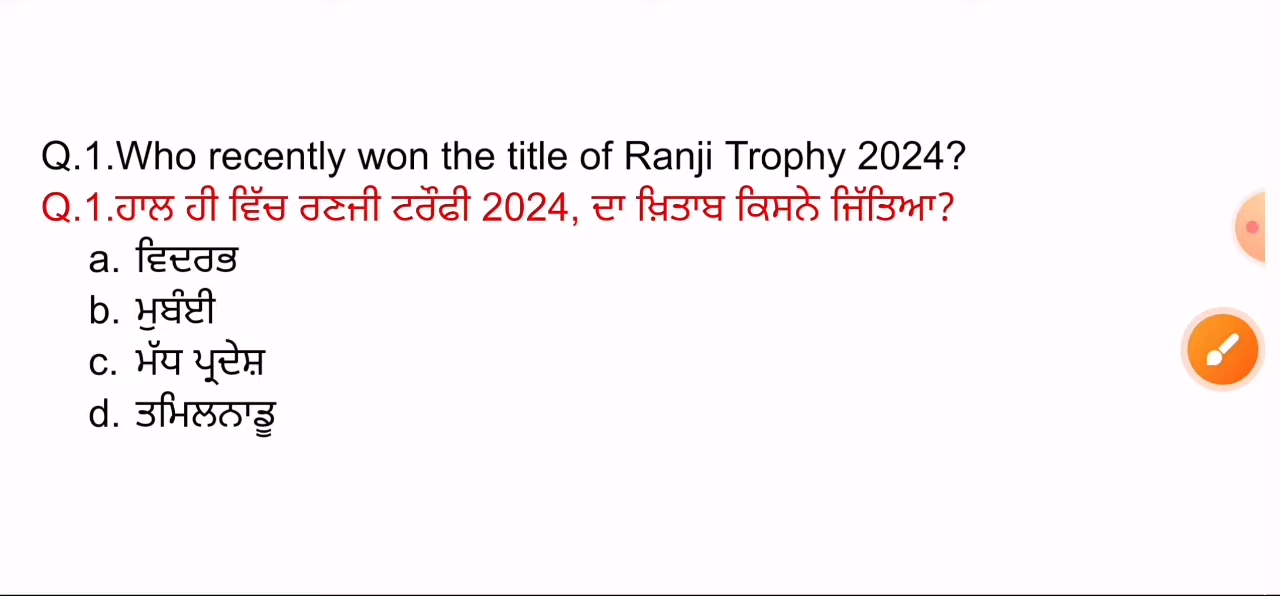 Q.1.Who recently won the title of Ranji Trophy 2024?
Q.1.ਹਾਲ ਹੀ ਵਿੱਚ ਰਣਜੀ ਟਰੌਫੀ 2024, ਦਾ ਖ਼ਿਤਾਬ ਕਿਸਨੇ ਜਿੱਤਿਆ?
a. ਵਿਦਰਭ
b. ਮੁਬੰਈ
c. ਮੱਧ ਪ੍ਰਦੇਸ਼
d. ਤਮਿਲਨਾਡੂ